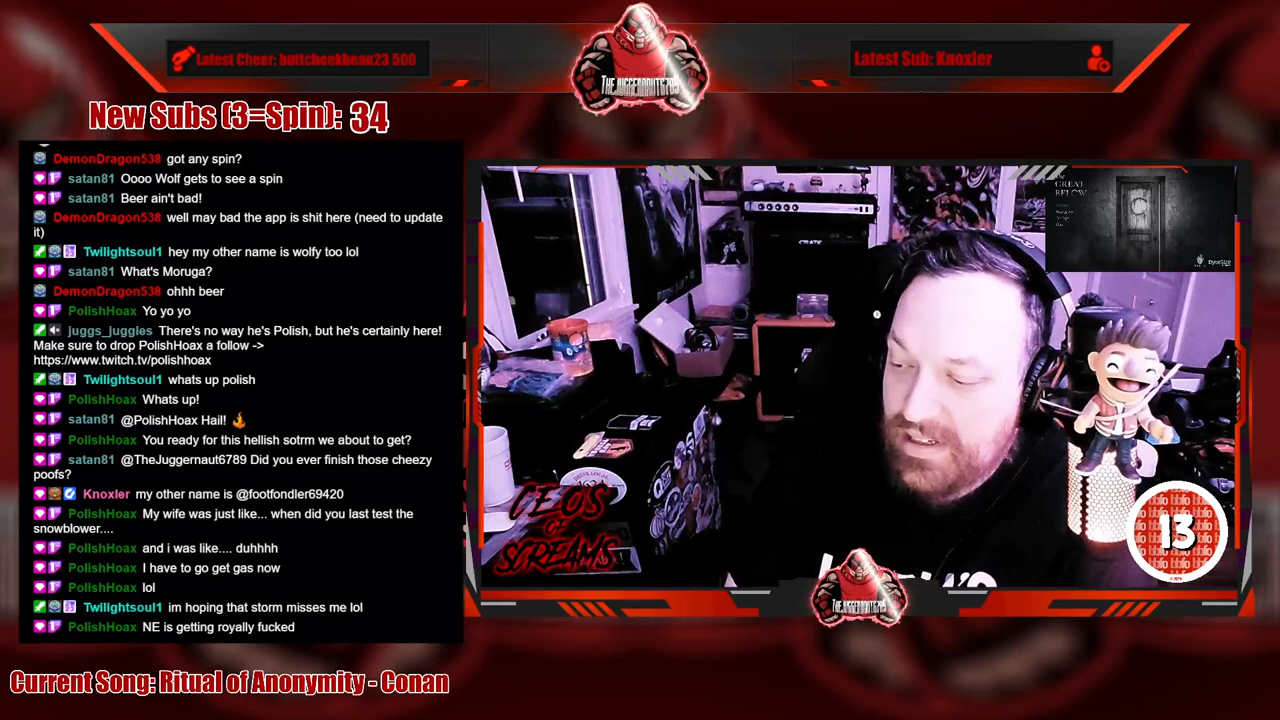 Latest Cheer: buttcheekbean23 500
THEJUGGERNAUT6789
Latest Sub: Knoxler
New Subs (3=Spin): 34
DemonDragon538 got any spin?
satan81 Oooo Wolf gets to see a spin
satan81 Beer ain't bad!
DemonDragon538 well may bad the app is shit here (need to update
it)
Twilightsoul1 hey my other name is wolfy too lol
satan81 What's Moruga?
DemonDragon538 ohhh beer
PolishHoax Yo yo yo
juggs_juggies There's no way he's Polish, but he's certainly here!
Make sure to drop PolishHoax a follow ->
https://www.twitch.tv/polishhoax
Twilightsoul1 whats up polish
PolishHoax Whats up!
satan81 @PolishHoax Hail!
PolishHoax You ready for this hellish sotrm we about to get?
satan81 @TheJuggernaut6789 Did you ever finish those cheezy
poofs?
Knoxler my other name is @footfondler69420
PolishHoax My wife was just like... when did you last test the
snowblower....
PolishHoax and i was like.... duhhhh
PolishHoax I have to go get gas now
PolishHoax lol
Twilightsoul1 im hoping that storm misses me lol
PolishHoax NE is getting royally fucked
GREAT
BELOW
CRATE
CEOS
OF
SCREAMS
13
THEJUGGERNAUT6789
Current Song: Ritual of Anonymity - Conan